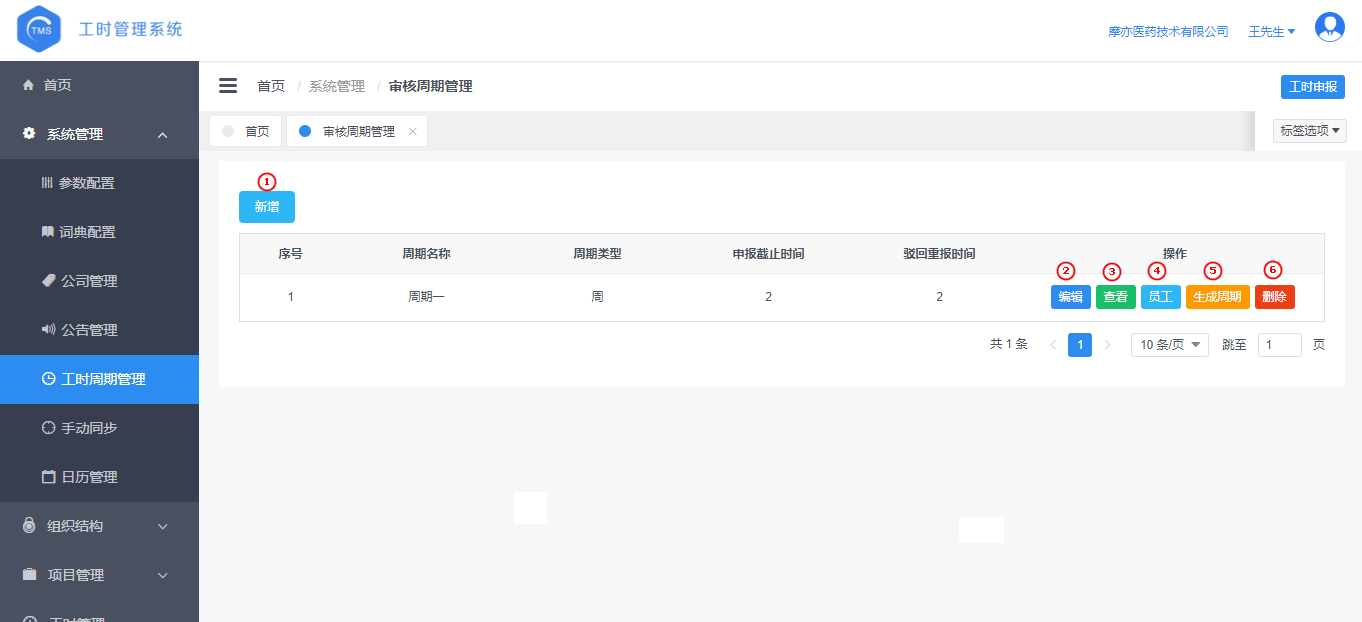 TMS 工时管理系统
摩亦医药技术有限公司 王先生
首页
系统管理
参数配置
词典配置
公司管理
公告管理
工时周期管理
手动同步
日历管理
组织结构
项目管理
工时管理
首页 / 系统管理 / 审核周期管理
工时申报
首页 审核周期管理
标签选项
1
新增
序号 周期名称 周期类型 申报截止时间 驳回重报时间 操作
2 3 4 5 6
1 周期一 周 2 2 编辑 查看 员工 生成周期 删除
共 1 条 1 10 条/页 跳至 1 页